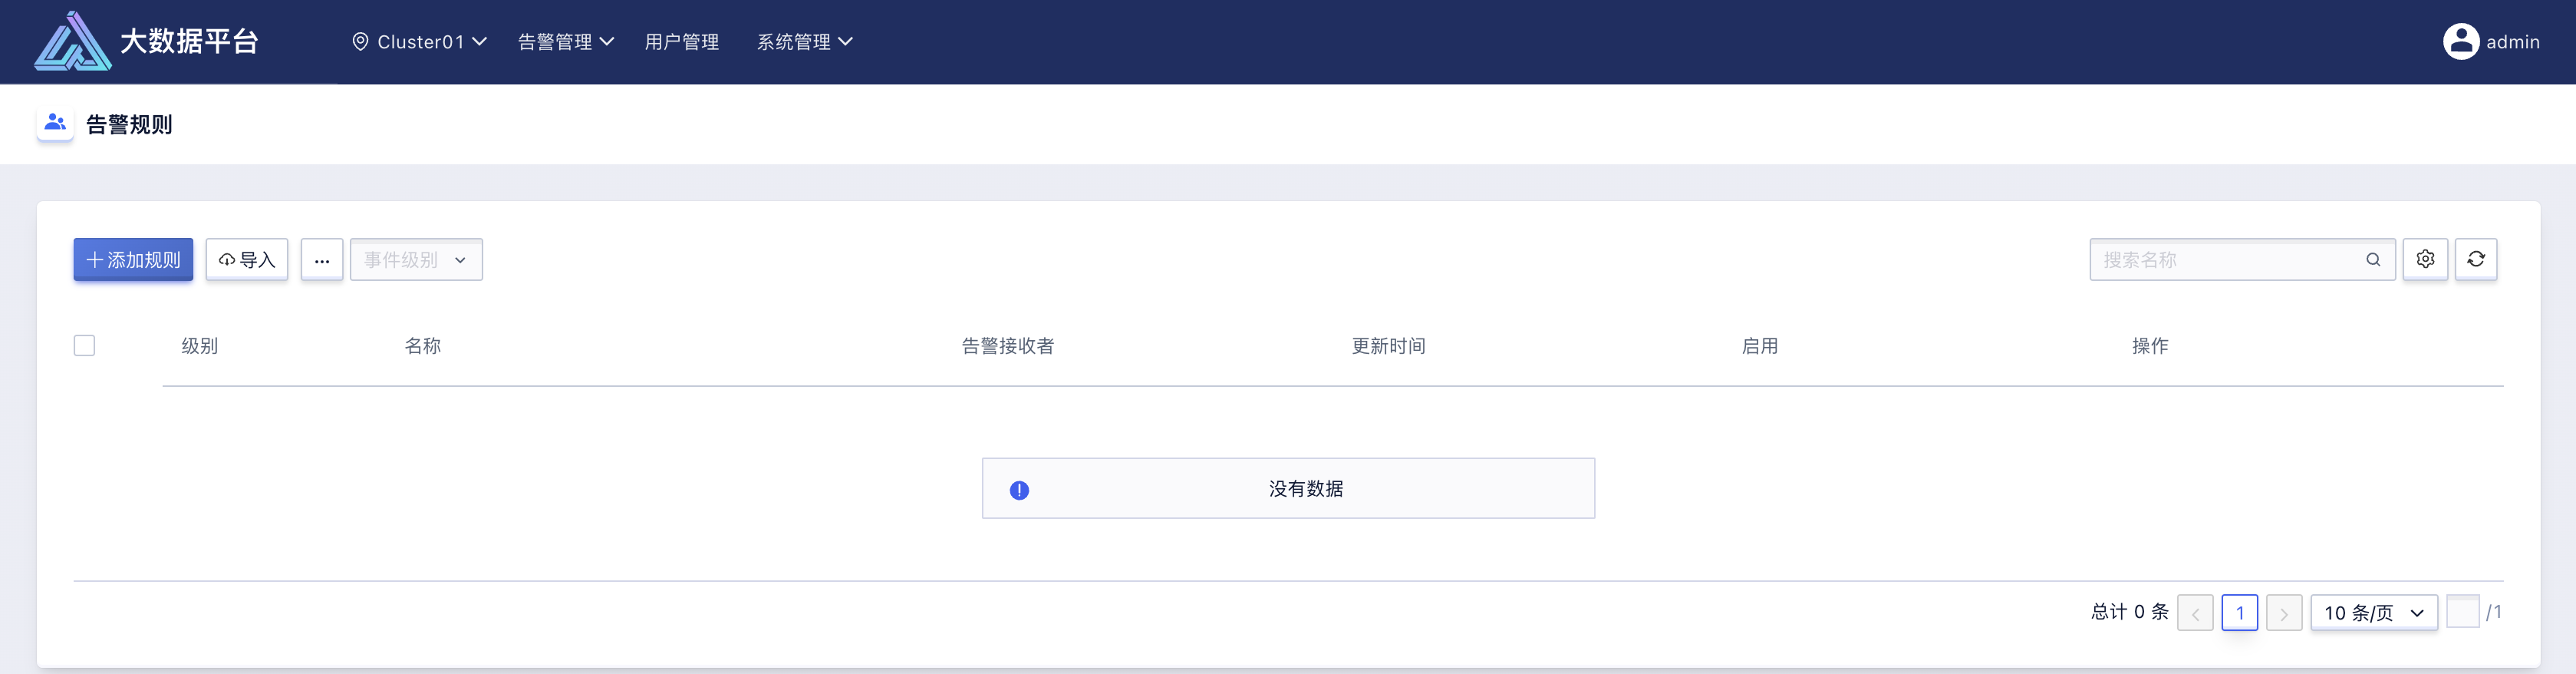 大数据平台 Cluster01 告警管理 用户管理 系统管理 admin
告警规则
添加规则 导入 ... 事件级别 搜索名称
级别 名称 告警接收者 更新时间 启用 操作
没有数据
总计 0 条 1 10 条/页 /1